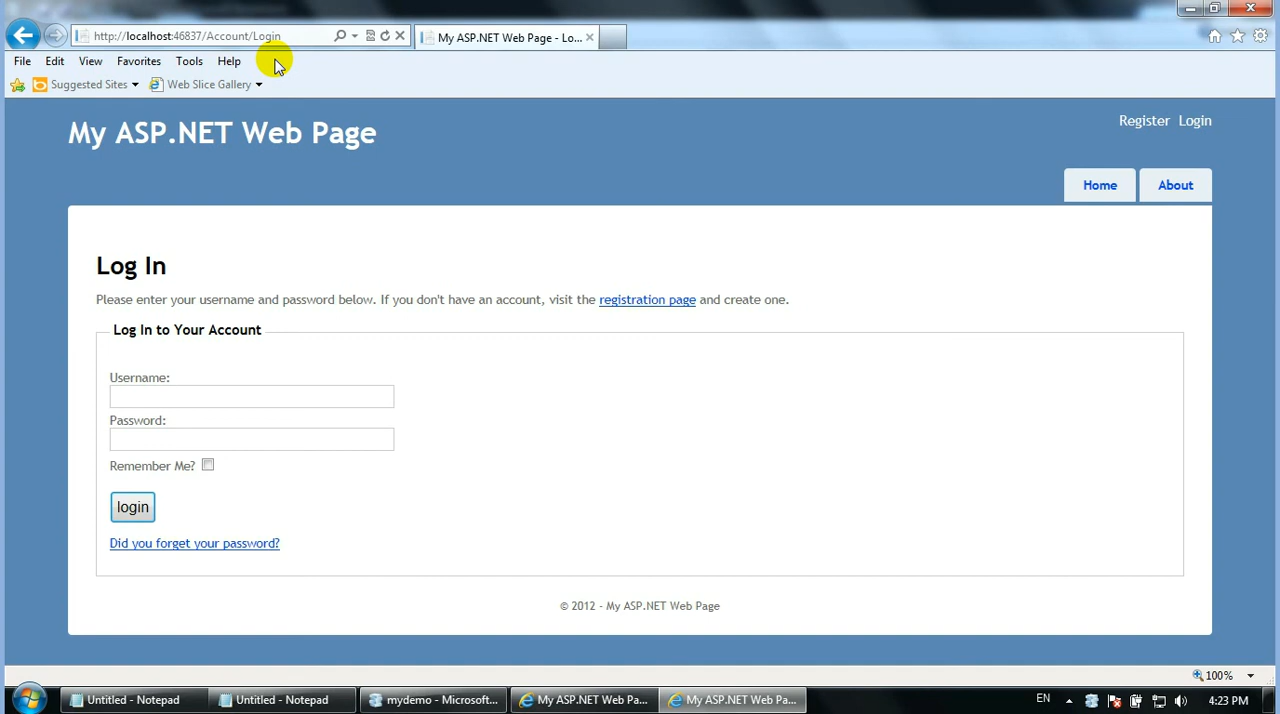 http://localhost:46837/Account/Login
My ASP.NET Web Page - Lo...
File Edit View Favorites Tools Help
Suggested Sites Web Slice Gallery
My ASP.NET Web Page
Register Login
Home About
Log In
Please enter your username and password below. If you don't have an account, visit the registration page and create one.
Log In to Your Account
Username:
Password:
Remember Me?
login
Did you forget your password?
© 2012 - My ASP.NET Web Page
100%
Untitled - Notepad Untitled - Notepad mydemo - Microsoft... My ASP.NET Web Pa... My ASP.NET Web Pa... EN 4:23 PM